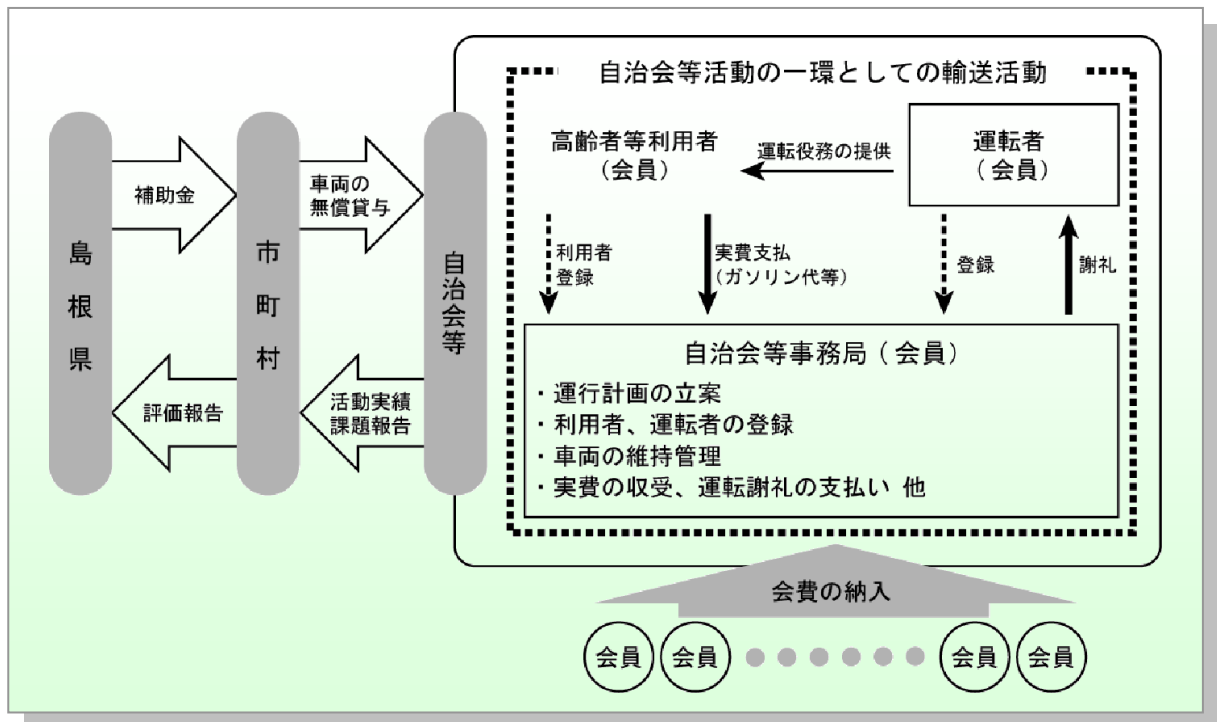 自治会等活動の一環としての輸送活動
島根県
補助金
評価報告
市町村
車両の
無償貸与
活動実績
課題報告
自治会等
高齢者等利用者
（会員）
運転役務の提供
運転者
（会員）
利用者
登録
実費支払
（ガソリン代等）
登録
謝礼
自治会等事務局（会員）
・運行計画の立案
・利用者、運転者の登録
・車両の維持管理
・実費の収受、運転謝礼の支払い 他
会費の納入
会員
会員
会員
会員